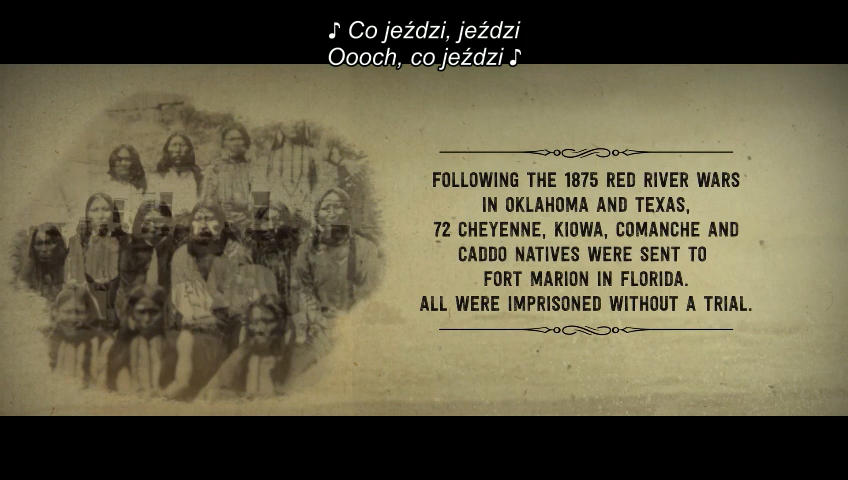 ♪ Co jeździ, jeździ
Oooch, co jeździ ♪
FOLLOWING THE 1875 RED RIVER WARS
IN OKLAHOMA AND TEXAS,
72 CHEYENNE, KIOWA, COMANCHE AND
CADDO NATIVES WERE SENT TO
FORT MARION IN FLORIDA.
ALL WERE IMPRISONED WITHOUT A TRIAL.